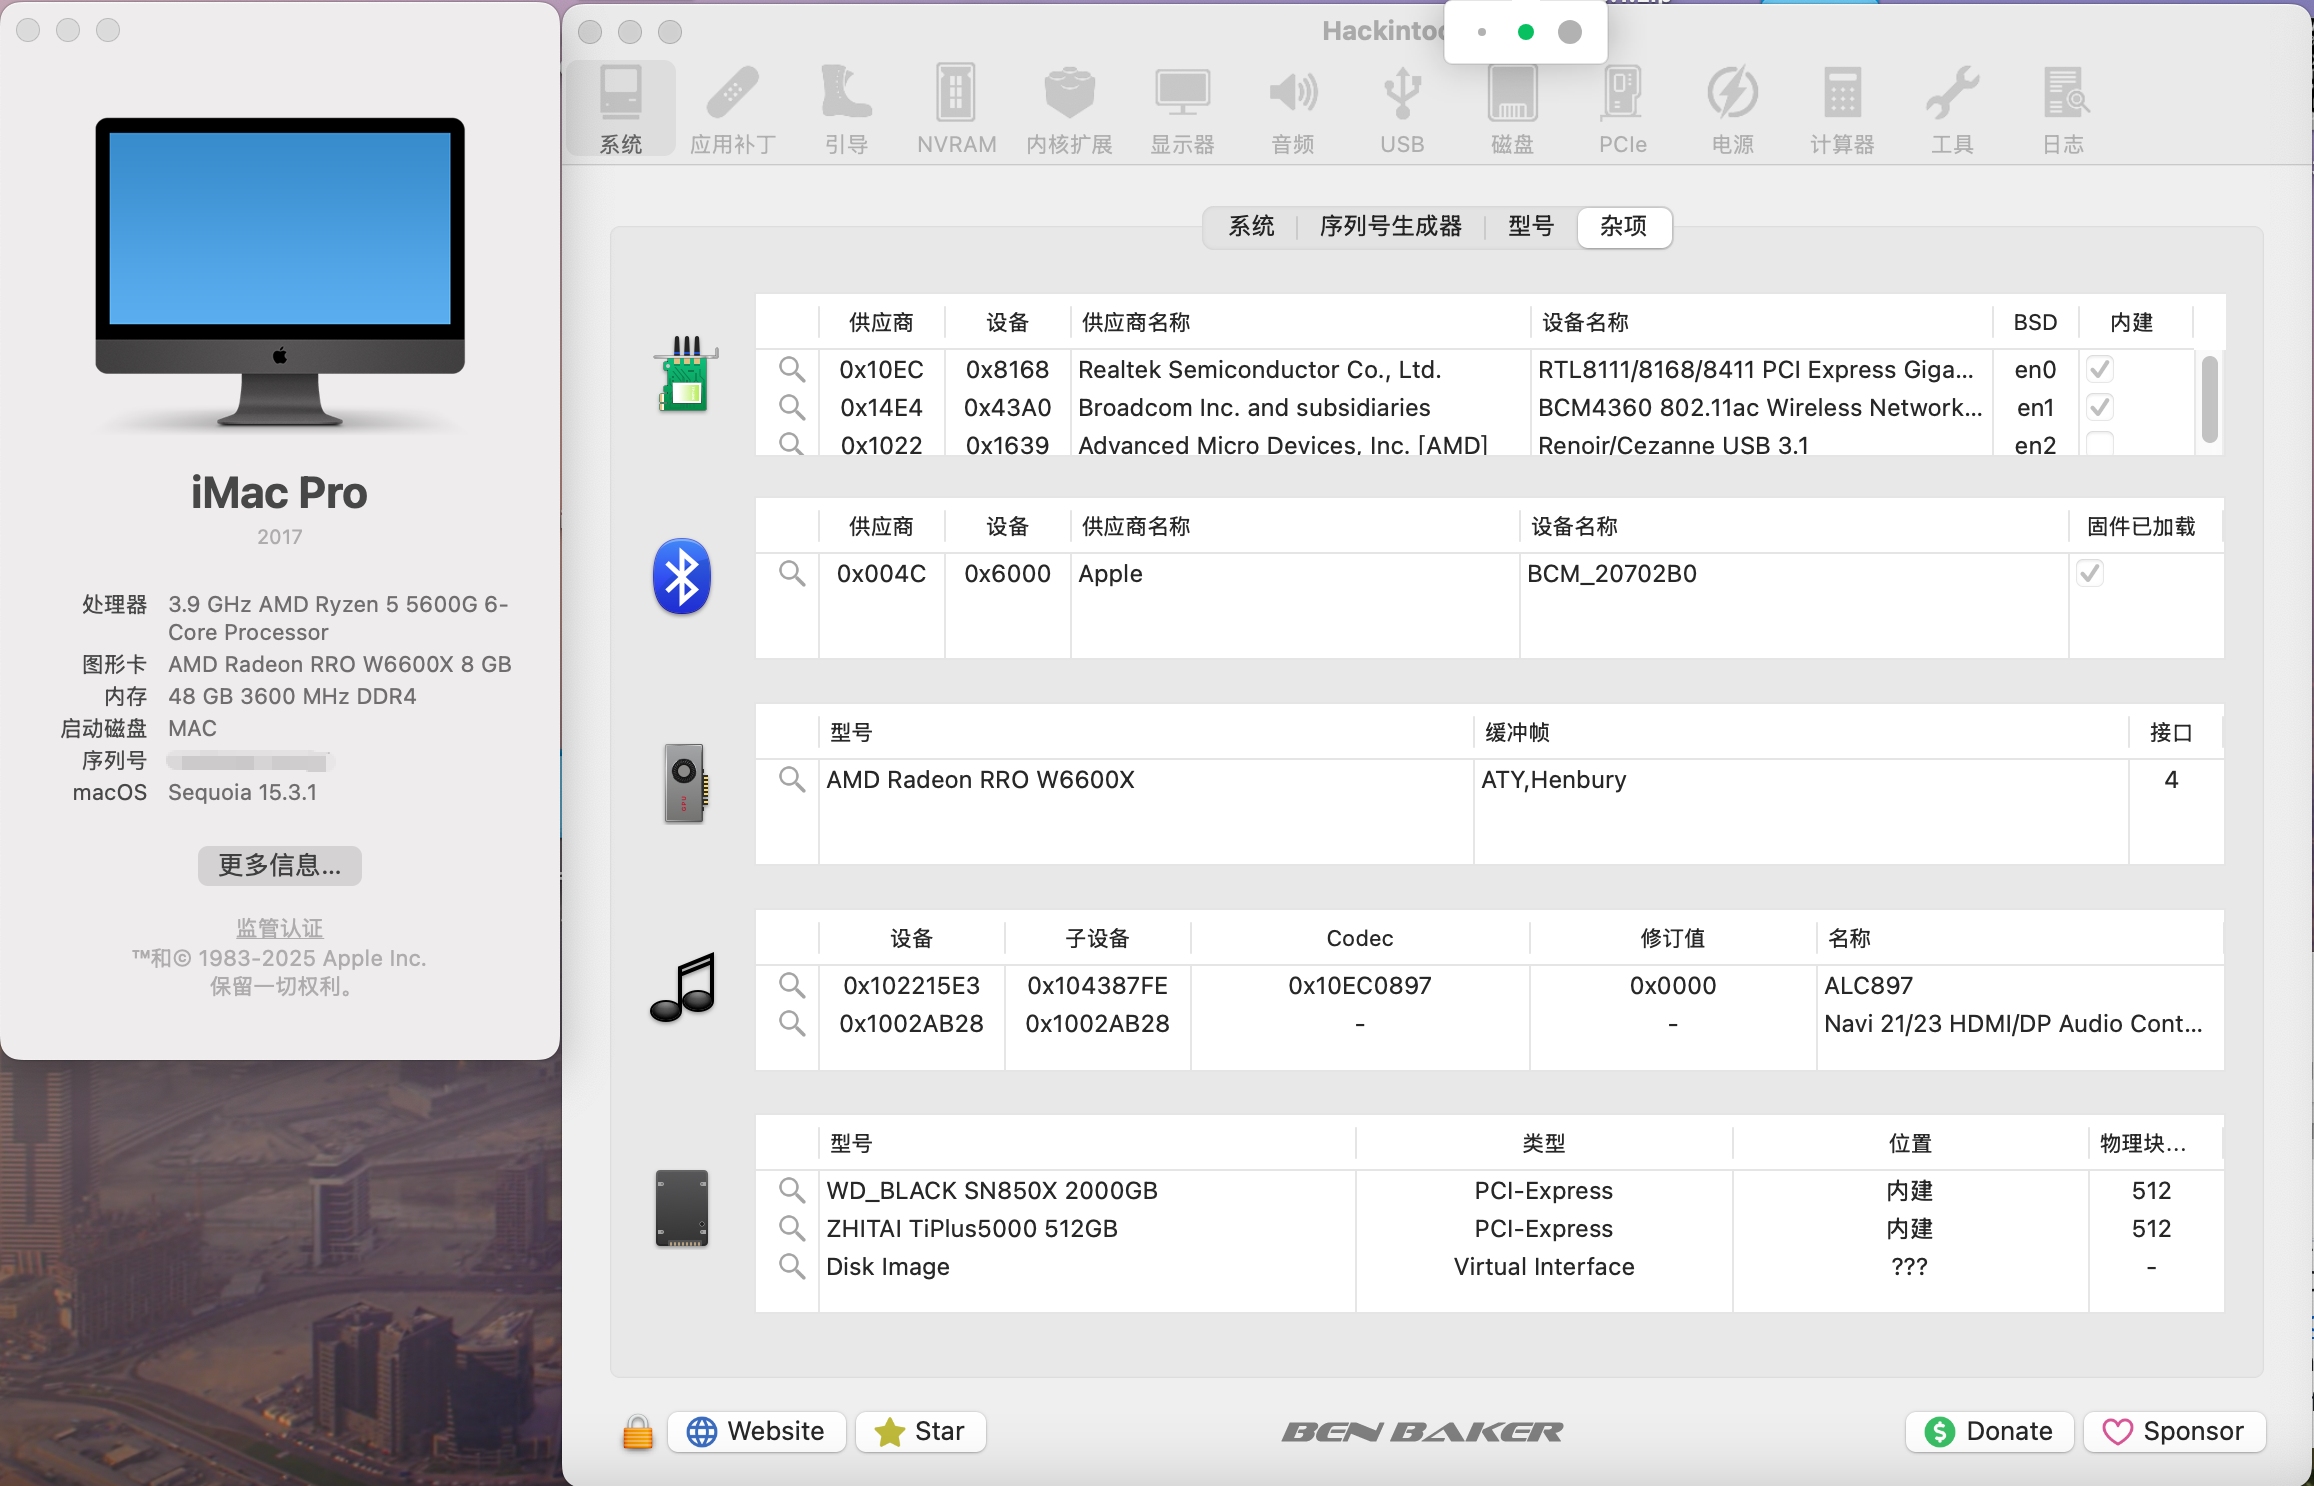 iMac Pro
2017
处理器 3.9 GHz AMD Ryzen 5 5600G 6-
Core Processor
图形卡 AMD Radeon RRO W6600X 8 GB
内存 48 GB 3600 MHz DDR4
启动磁盘 MAC
序列号
macOS Sequoia 15.3.1
更多信息...
监管认证
™和© 1983-2025 Apple Inc.
保留一切权利。
系统 应用补丁 引导 NVRAM 内核扩展 显示器 音频 USB 磁盘 PCIe 电源 计算器 工具 日志
系统 序列号生成器 型号 杂项
供应商 设备 供应商名称 设备名称 BSD 内建
0x10EC 0x8168 Realtek Semiconductor Co., Ltd. RTL8111/8168/8411 PCI Express Giga... en0
0x14E4 0x43A0 Broadcom Inc. and subsidiaries BCM4360 802.11ac Wireless Network... en1
0x1022 0x1639 Advanced Micro Devices, Inc. [AMD] Renoir/Cezanne USB 3.1 en2
供应商 设备 供应商名称 设备名称 固件已加载
0x004C 0x6000 Apple BCM_20702B0
型号 缓冲帧 接口
AMD Radeon RRO W6600X ATY,Henbury 4
设备 子设备 Codec 修订值 名称
0x102215E3 0x104387FE 0x10EC0897 0x0000 ALC897
0x1002AB28 0x1002AB28 - - Navi 21/23 HDMI/DP Audio Cont...
型号 类型 位置 物理块...
WD_BLACK SN850X 2000GB PCI-Express 内建 512
ZHITAI TiPlus5000 512GB PCI-Express 内建 512
Disk Image Virtual Interface ??? -
Website Star BEN BAKER Donate Sponsor